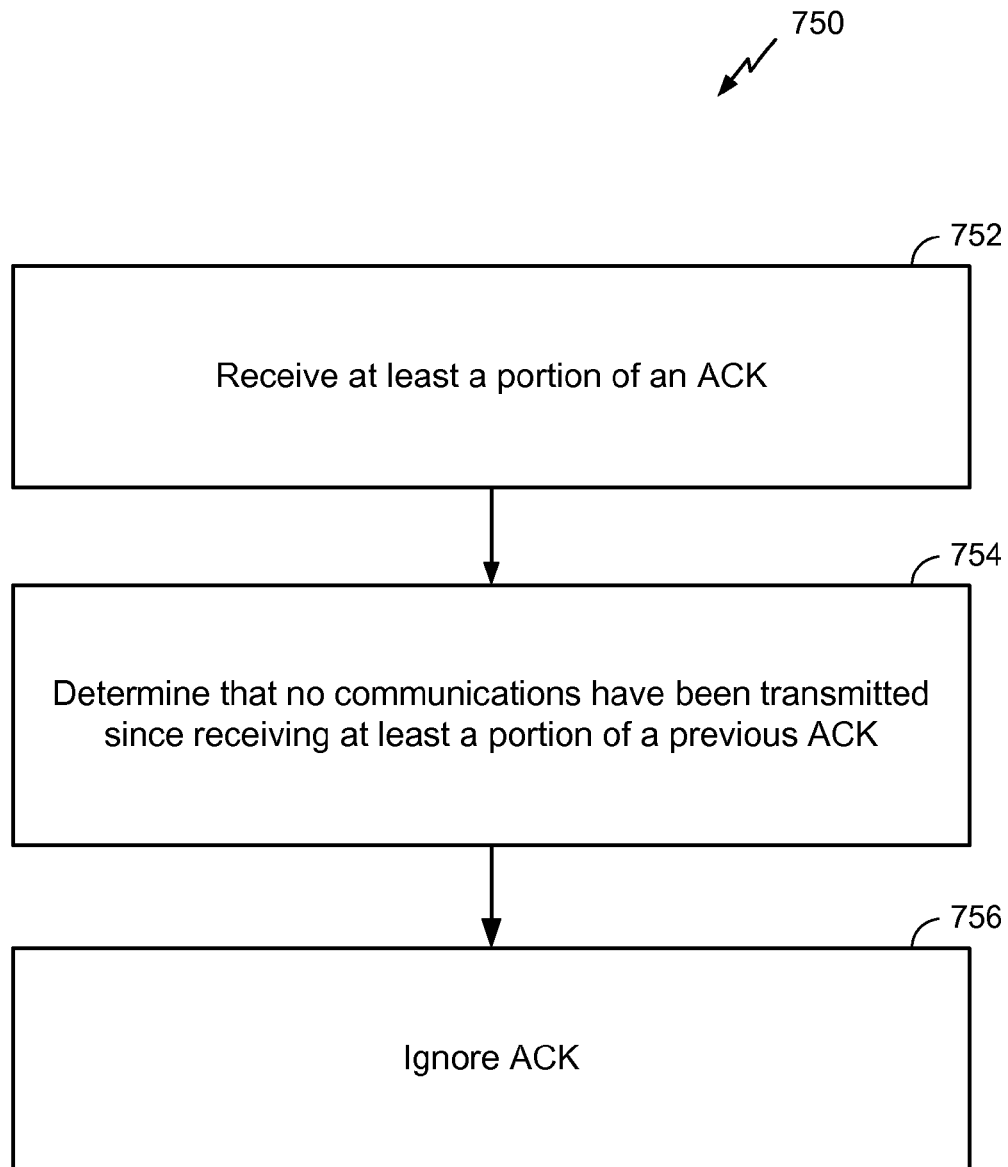 750
752
Receive at least a portion of an ACK
754
Determine that no communications have been transmitted
since receiving at least a portion of a previous ACK
756
Ignore ACK